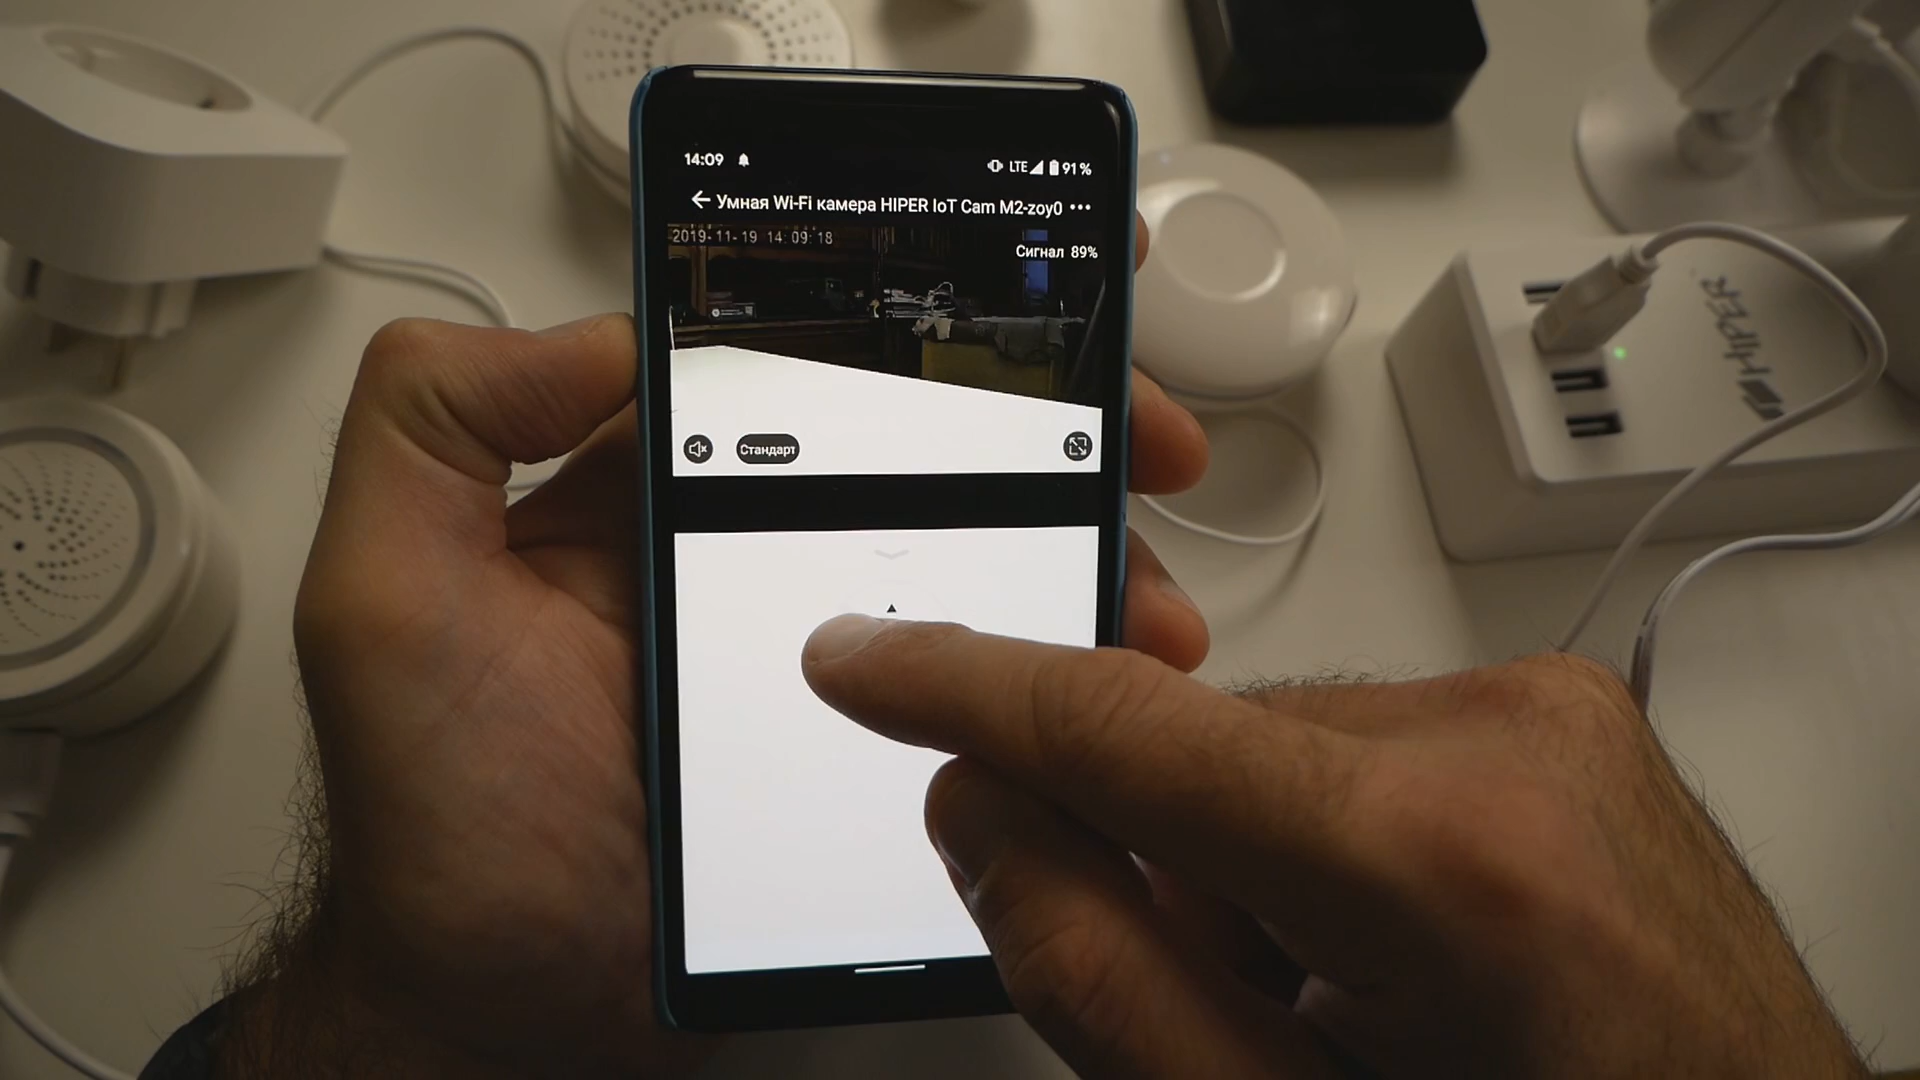 14:09 LTE 91%
Умная Wi-Fi камера HIPER IoT Cam M2-zoy0
2019-11-19 14:09:18
Сигнал 89%
Стандарт
HIPER